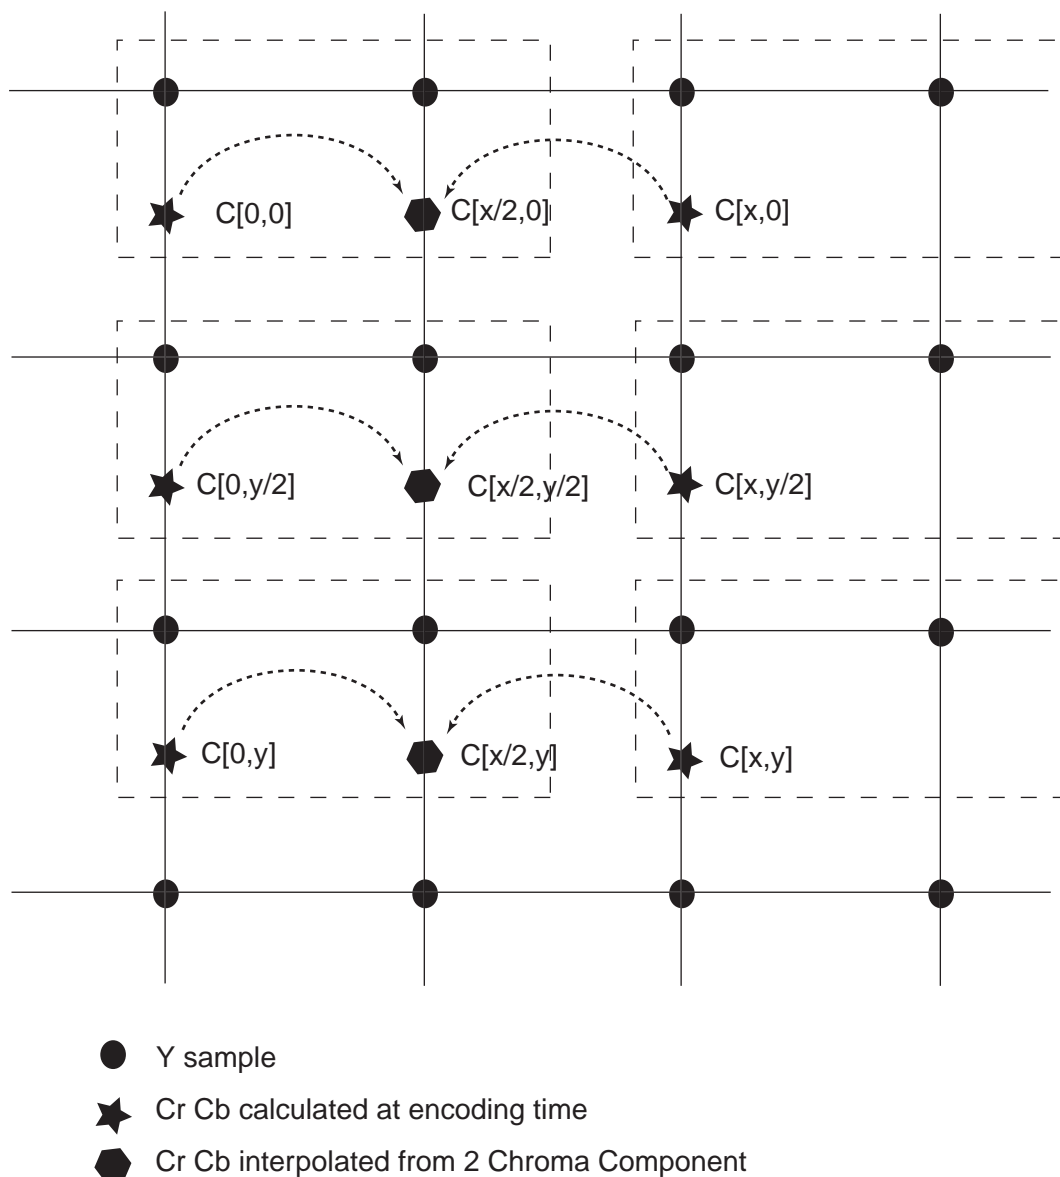 C[0,0] C[x/2,0] C[x,0]
C[0,y/2] C[x/2,y/2] C[x,y/2]
C[0,y] C[x/2,y] C[x,y]
Y sample
Cr Cb calculated at encoding time
Cr Cb interpolated from 2 Chroma Component